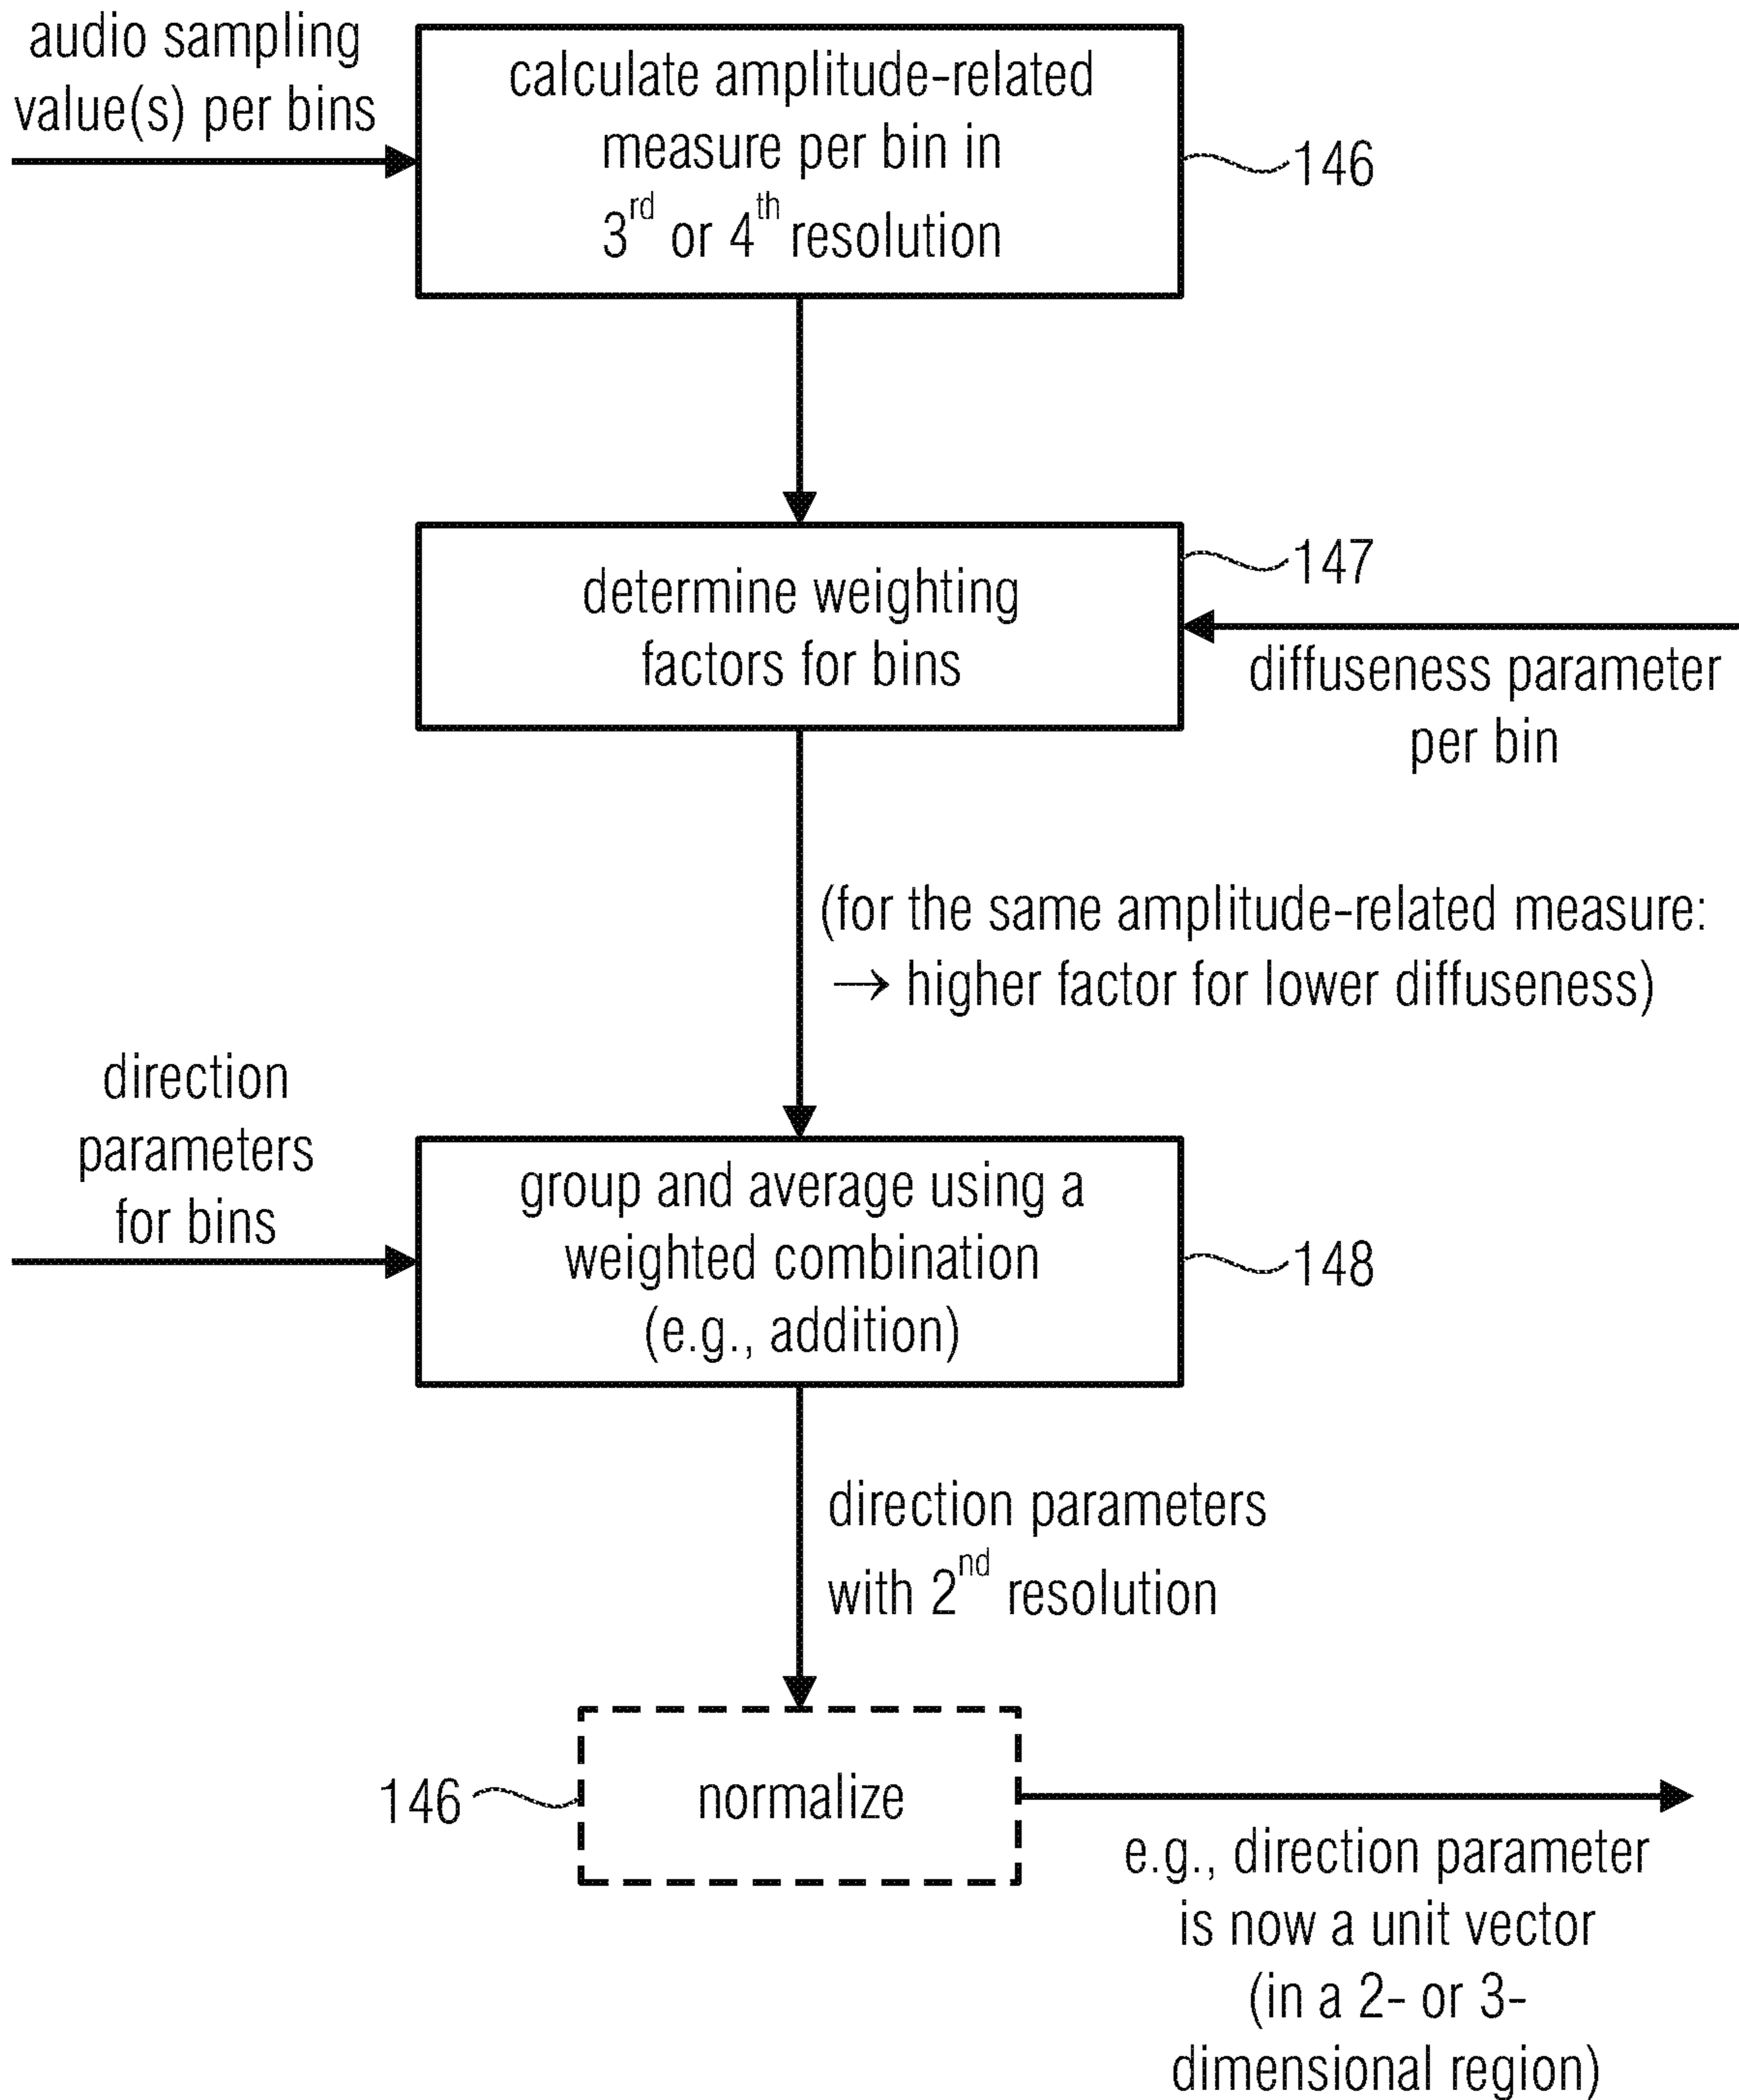 audio sampling
value(s) per bins
calculate amplitude-related
measure per bin in
3rd or 4th resolution
146
determine weighting
factors for bins
147
diffuseness parameter
per bin
(for the same amplitude-related measure:
→ higher factor for lower diffuseness)
direction
parameters
for bins
group and average using a
weighted combination
(e.g., addition)
148
direction parameters
with 2nd resolution
146
normalize
e.g., direction parameter
is now a unit vector
(in a 2- or 3-
dimensional region)